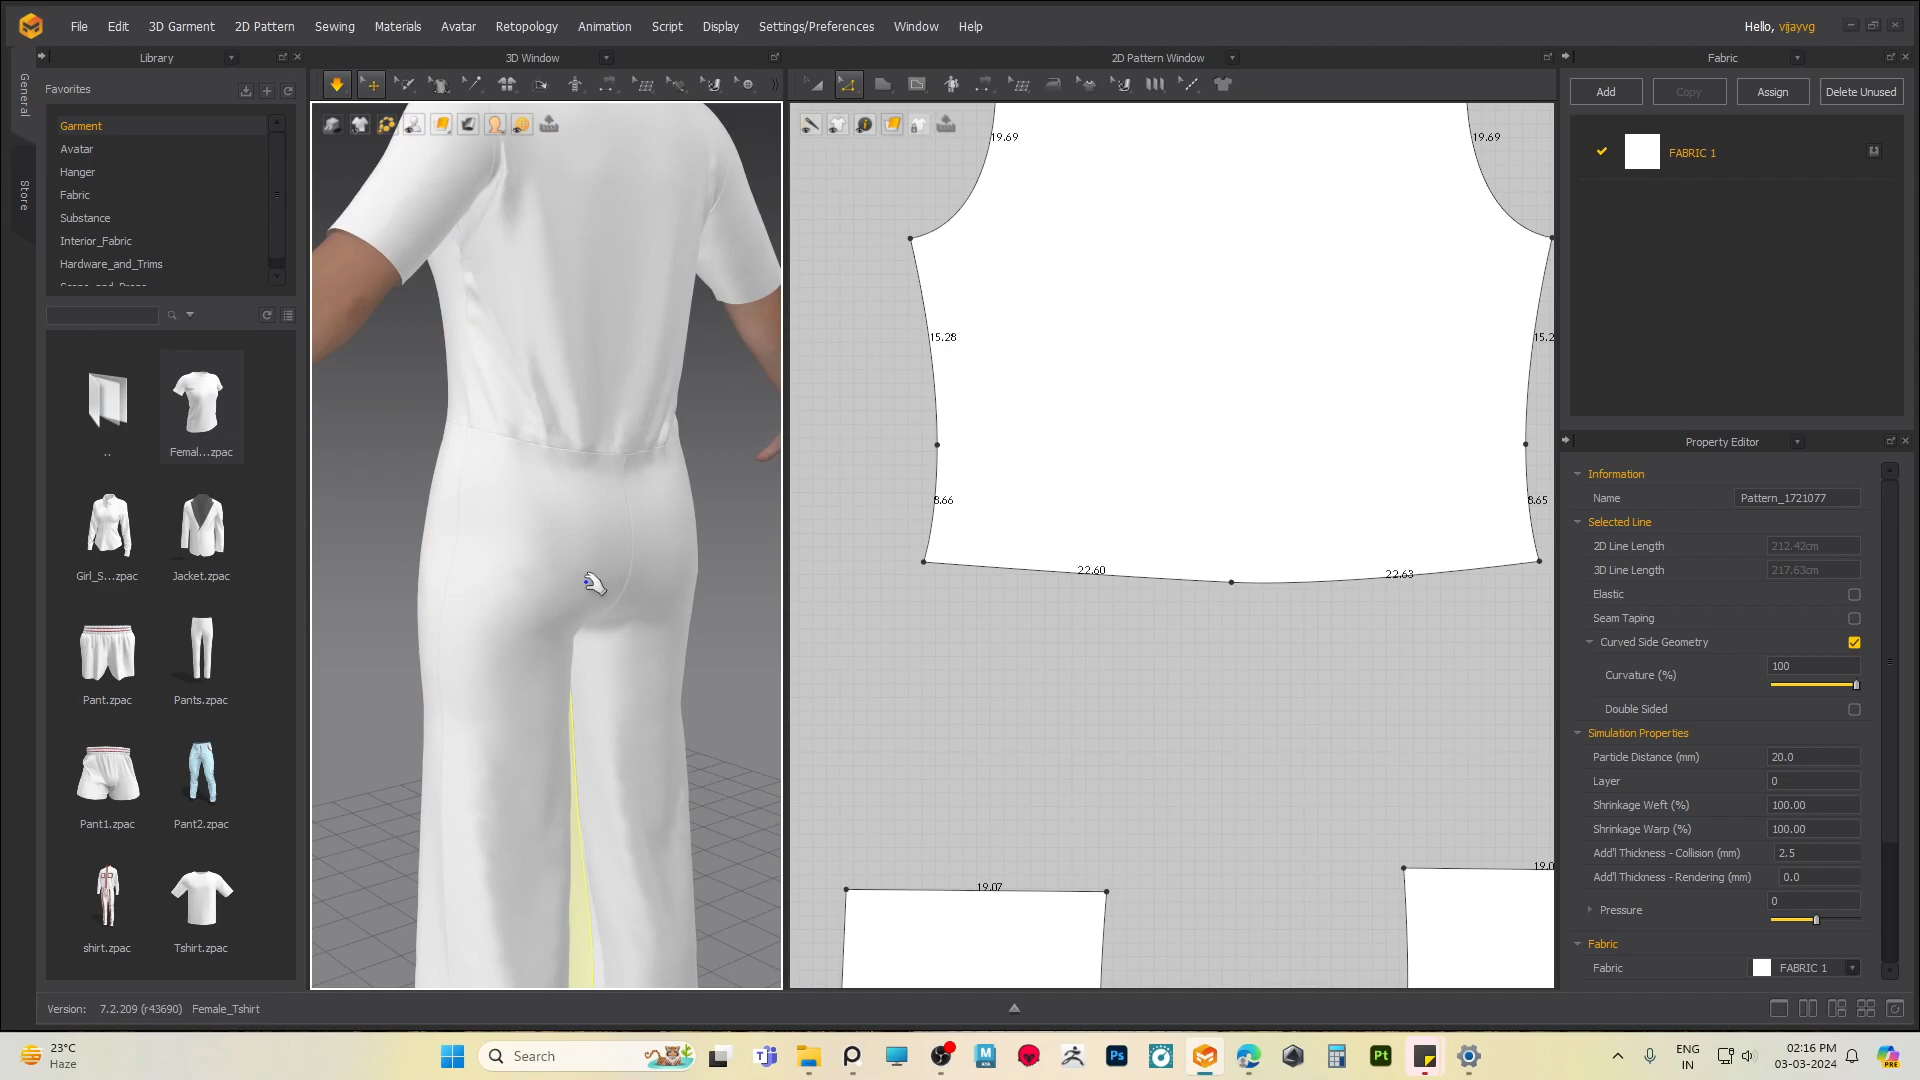 File Edit 3D Garment 2D Pattern Sewing Materials Avatar Retopology Animation Script Display Settings/Preferences Window Help
Hello, vijayvg
Library
3D Window
2D Pattern Window
Fabric
General
Store
Favorites
Garment
Avatar
Hanger
Fabric
Substance
Interior_Fabric
Hardware_and_Trims
..
Femal...zpac
Girl_S...zpac
Jacket.zpac
Pant.zpac
Pants.zpac
Pant1.zpac
Pant2.zpac
shirt.zpac
Tshirt.zpac
19.69
19.69
15.28
15.2
8.66
8.65
22.60
22.63
19.07
19.0
Add Copy Assign Delete Unused
FABRIC 1
Property Editor
Information
Name Pattern_1721077
Selected Line
2D Line Length 212.42cm
3D Line Length 217.63cm
Elastic
Seam Taping
Curved Side Geometry
Curvature (%) 100
Double Sided
Simulation Properties
Particle Distance (mm) 20.0
Layer 0
Shrinkage Weft (%) 100.00
Shrinkage Warp (%) 100.00
Add'l Thickness - Collision (mm) 2.5
Add'l Thickness - Rendering (mm) 0.0
Pressure 0
Fabric
Fabric FABRIC 1
Version: 7.2.209 (r43690) Female_Tshirt
23°C
Haze
Search
ENG
IN
02:16 PM
03-03-2024